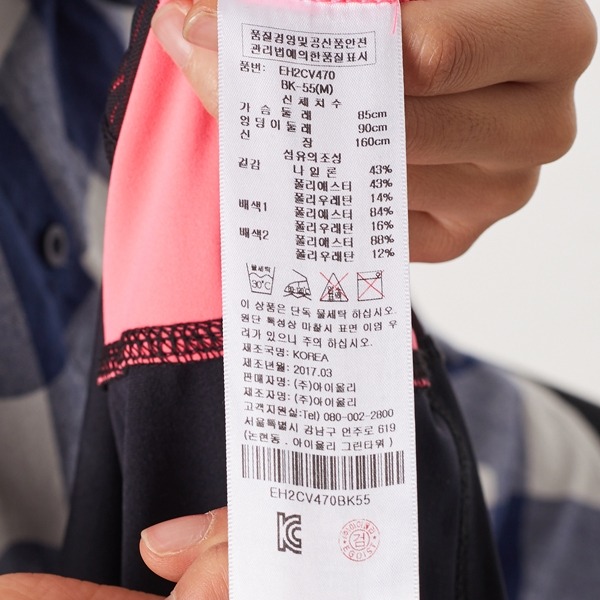 품질경영및공산품안전
관리법에의한품질표시
품번: EH2CV470
BK-55(M)
신체치수
가슴둘레 85cm
엉덩이둘레 90cm
신장 160cm
섬유의조성
겉감 나일론 43%
폴리에스터 43%
폴리우레탄 14%
배색1 폴리에스터 84%
폴리우레탄 16%
배색2 폴리에스터 88%
폴리우레탄 12%
물세탁
30℃
이 상품은 단독 물세탁 하십시오.
원단 특성상 마찰시 표면 이염 우
려가 있으니 주의 하십시오.
제조국명: KOREA
제조년월: 2017.03
판매자명: (주)아이올리
제조자명: (주)아이올리
고객지원실:Tel) 080-002-2800
서울특별시 강남구 언주로 619
(논현동 . 아이올리 그린타워 )
EH2CV470BK55
KC
검
EGOIST